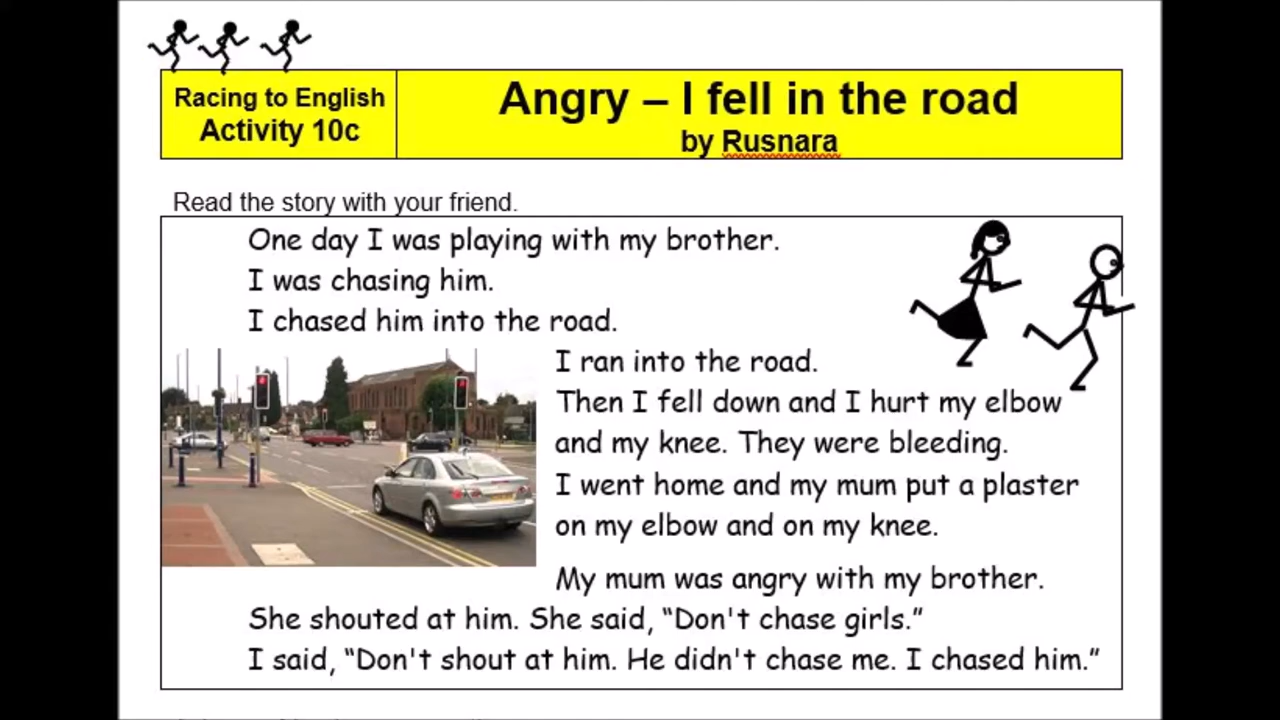 Racing to English
Activity 10c
Angry – I fell in the road
by Rusnara
Read the story with your friend.
One day I was playing with my brother.
I was chasing him.
I chased him into the road.
I ran into the road.
Then I fell down and I hurt my elbow
and my knee. They were bleeding.
I went home and my mum put a plaster
on my elbow and on my knee.
My mum was angry with my brother.
She shouted at him. She said, “Don't chase girls.”
I said, “Don't shout at him. He didn't chase me. I chased him.”